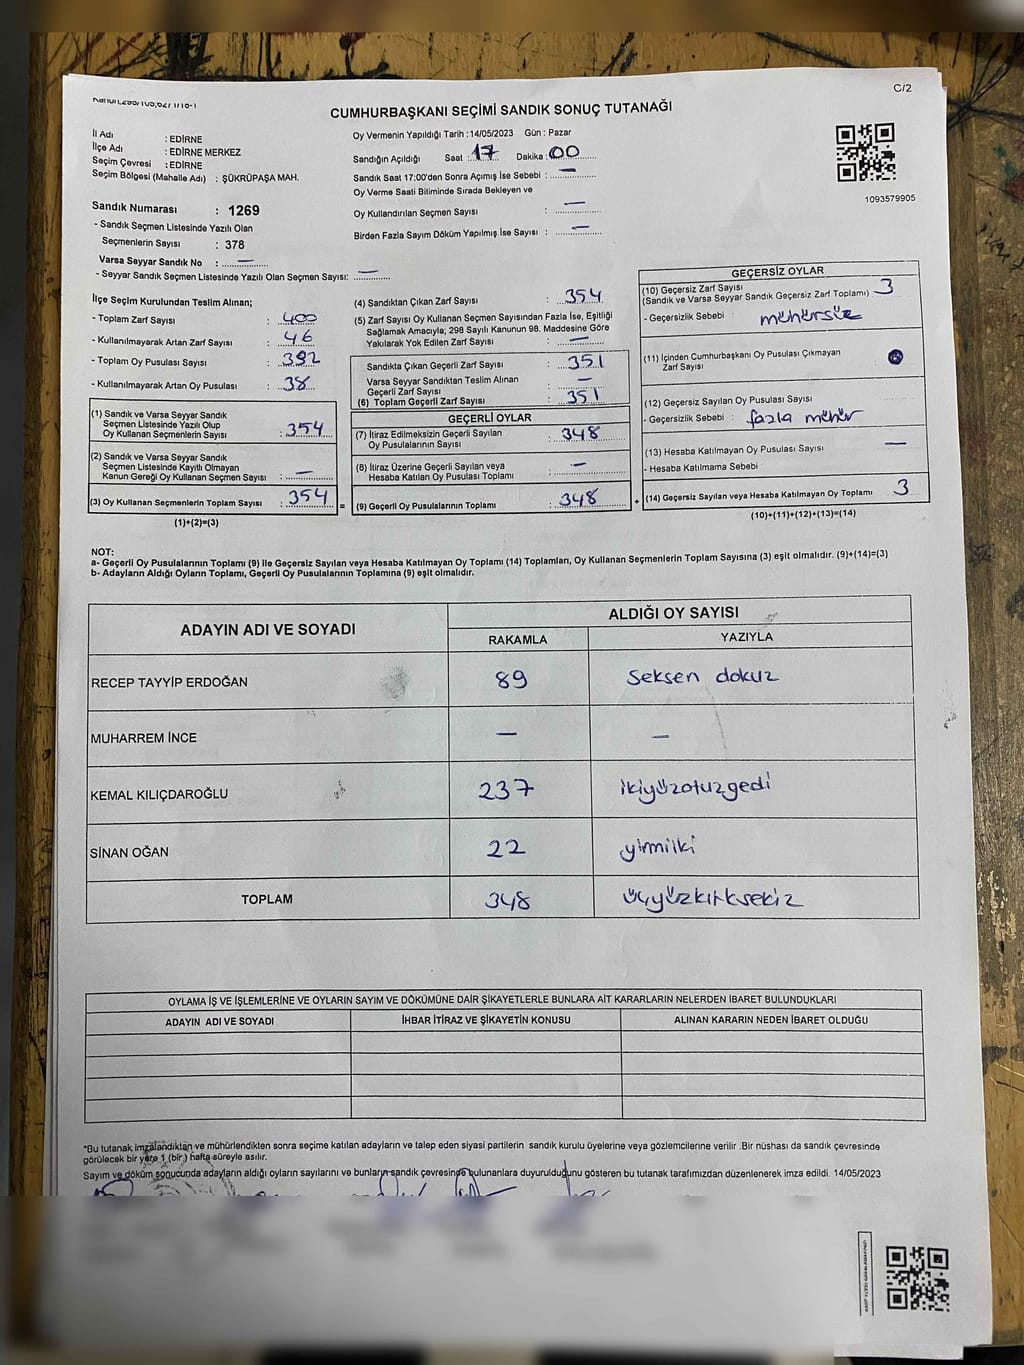 C/2
CUMHURBAŞKANI SEÇİMİ SANDIK SONUÇ TUTANAĞI
İl Adı : EDİRNE
İlçe Adı : EDİRNE MERKEZ
Seçim Çevresi : EDİRNE
Seçim Bölgesi (Mahalle Adı) : ŞÜKRÜPAŞA MAH.
Sandık Numarası : 1269
- Sandık Seçmen Listesinde Yazılı Olan
Seçmenlerin Sayısı : 378
Varsa Seyyar Sandık No : —
- Seyyar Sandık Seçmen Listesinde Yazılı Olan Seçmen Sayısı: —
Oy Vermenin Yapıldığı Tarih : 14/05/2023 Gün : Pazar
Sandığın Açıldığı Saat : 17 Dakika : 00
Sandık Saat 17:00'den Sonra Açımış İse Sebebi : —
Oy Verme Saati Bitiminde Sırada Bekleyen ve
Oy Kullandırılan Seçmen Sayısı : —
Birden Fazla Sayım Döküm Yapılmış İse Sayısı : —
1093579905
İlçe Seçim Kurulundan Teslim Alınan;
- Toplam Zarf Sayısı : 400
- Kullanılmayarak Artan Zarf Sayısı : 46
- Toplam Oy Pusulası Sayısı : 392
- Kullanılmayarak Artan Oy Pusulası : 38
(1) Sandık ve Varsa Seyyar Sandık
Seçmen Listesinde Yazılı Olup
Oy Kullanan Seçmenlerin Sayısı : 354
(2) Sandık ve Varsa Seyyar Sandık
Seçmen Listesinde Kayıtlı Olmayan
Kanun Gereği Oy Kullanan Seçmen Sayısı : —
(3) Oy Kullanan Seçmenlerin Toplam Sayısı : 354
(1)+(2)=(3)
(4) Sandıktan Çıkan Zarf Sayısı : 354
(5) Zarf Sayısı Oy Kullanan Seçmen Sayısından Fazla İse, Eşitliği
Sağlamak Amacıyla; 298 Sayılı Kanunun 98. Maddesine Göre
Yakılarak Yok Edilen Zarf Sayısı : —
Sandıkta Çıkan Geçerli Zarf Sayısı : 351
Varsa Seyyar Sandıktan Teslim Alınan
Geçerli Zarf Sayısı : —
(6) Toplam Geçerli Zarf Sayısı : 351
GEÇERLİ OYLAR
(7) İtiraz Edilmeksizin Geçerli Sayılan
Oy Pusulalarının Sayısı : 348
(8) İtiraz Üzerine Geçerli Sayılan veya
Hesaba Katılan Oy Pusulası Toplamı : —
= (9) Geçerli Oy Pusulalarının Toplamı : 348 +
GEÇERSİZ OYLAR
(10) Geçersiz Zarf Sayısı
(Sandık ve Varsa Seyyar Sandık Geçersiz Zarf Toplamı) 3
- Geçersizlik Sebebi : mühürsüz
(11) İçinden Cumhurbaşkanı Oy Pusulası Çıkmayan
Zarf Sayısı
(12) Geçersiz Sayılan Oy Pusulası Sayısı :
- Geçersizlik Sebebi : fazla mühür
(13) Hesaba Katılmayan Oy Pusulası Sayısı : —
- Hesaba Katılmama Sebebi
(14) Geçersiz Sayılan veya Hesaba Katılmayan Oy Toplamı : 3
(10)+(11)+(12)+(13)=(14)
NOT:
a- Geçerli Oy Pusulalarının Toplamı (9) ile Geçersiz Sayılan veya Hesaba Katılmayan Oy Toplamı (14) Toplamları, Oy Kullanan Seçmenlerin Toplam Sayısına (3) eşit olmalıdır. (9)+(14)=(3)
b- Adayların Aldığı Oyların Toplamı, Geçerli Oy Pusulalarının Toplamına (9) eşit olmalıdır.
ADAYIN ADI VE SOYADI
ALDIĞI OY SAYISI
RAKAMLA YAZIYLA
RECEP TAYYİP ERDOĞAN 89 seksen dokuz
MUHARREM İNCE — —
KEMAL KILIÇDAROĞLU 237 ikiyüzotuzyedi
SİNAN OĞAN 22 yirmiiki
TOPLAM 348 üçyüzkırksekiz
OYLAMA İŞ VE İŞLEMLERİNE VE OYLARIN SAYIM VE DÖKÜMÜNE DAİR ŞİKAYETLERLE BUNLARA AİT KARARLARIN NELERDEN İBARET BULUNDUKLARI
ADAYIN ADI VE SOYADI İHBAR İTİRAZ VE ŞİKAYETİN KONUSU ALINAN KARARIN NEDEN İBARET OLDUĞU
*Bu tutanak imzalandıktan ve mühürlendikten sonra seçime katılan adayların ve talep eden siyasi partilerin sandık kurulu üyelerine veya gözlemcilerine verilir .Bir nüshası da sandık çevresinde
görülecek bir yere 1 (bir) hafta süreyle asılır.
Sayım ve döküm sonucunda adayların aldığı oyların sayılarını ve bunların sandık çevresinde bulunanlara duyurulduğunu gösteren bu tutanak tarafımızdan düzenlenerek imza edildi. 14/05/2023